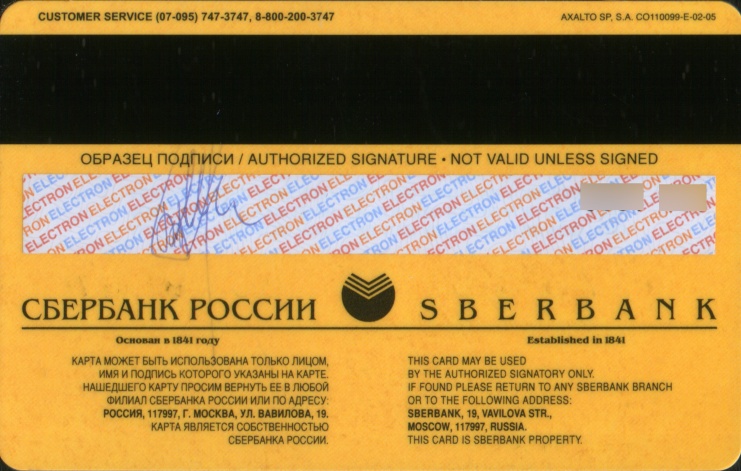 CUSTOMER SERVICE (07-095) 747-3747, 8-800-200-3747
AXALTO SP, S.A. CO110099-E-02-05
ОБРАЗЕЦ ПОДПИСИ / AUTHORIZED SIGNATURE • NOT VALID UNLESS SIGNED
ELECTRON ELECTRON ELECTRON ELECTRON
СБЕРБАНК РОССИИ
Основан в 1841 году
КАРТА МОЖЕТ БЫТЬ ИСПОЛЬЗОВАНА ТОЛЬКО ЛИЦОМ,
ИМЯ И ПОДПИСЬ КОТОРОГО УКАЗАНЫ НА КАРТЕ.
НАШЕДШЕГО КАРТУ ПРОСИМ ВЕРНУТЬ ЕЕ В ЛЮБОЙ
ФИЛИАЛ СБЕРБАНКА РОССИИ ИЛИ ПО АДРЕСУ:
РОССИЯ, 117997, Г. МОСКВА, УЛ. ВАВИЛОВА, 19.
КАРТА ЯВЛЯЕТСЯ СОБСТВЕННОСТЬЮ
СБЕРБАНКА РОССИИ.
SBERBANK
Established in 1841
THIS CARD MAY BE USED
BY THE AUTHORIZED SIGNATORY ONLY.
IF FOUND PLEASE RETURN TO ANY SBERBANK BRANCH
OR TO THE FOLLOWING ADDRESS:
SBERBANK, 19, VAVILOVA STR.,
MOSCOW, 117997, RUSSIA.
THIS CARD IS SBERBANK PROPERTY.